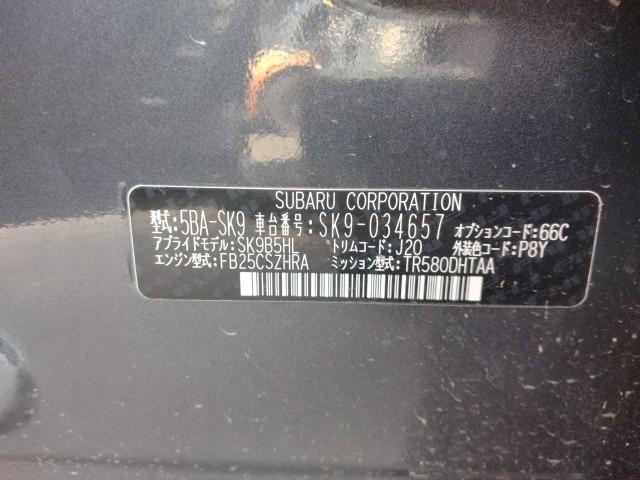 SUBARU CORPORATION
型式:5BA-SK9 車台番号:SK9-034657 オプションコード:66C
アプライドモデル:SK9B5HL トリムコード:J20 外装色コード:P8Y
エンジン型式:FB25CSZHRA ミッション型式:TR580DHTAA